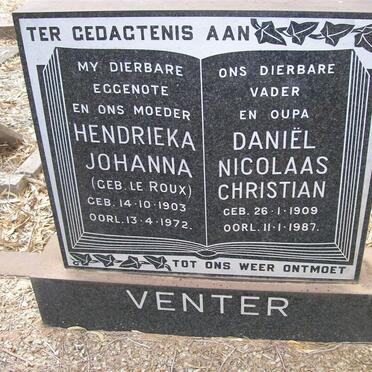 TER GEDAGTENIS AAN
MY DIERBARE
EGGENOTE
EN ONS MOEDER
HENDRIEKA
JOHANNA
(GEB. LE ROUX)
GEB. 14-10-1903
OORL. 13-4-1972.
ONS DIERBARE
VADER
EN OUPA
DANIËL
NICOLAAS
CHRISTIAN
GEB. 26-1-1909
OORL. 11-1-1987.
TOT ONS WEER ONTMOET
VENTER